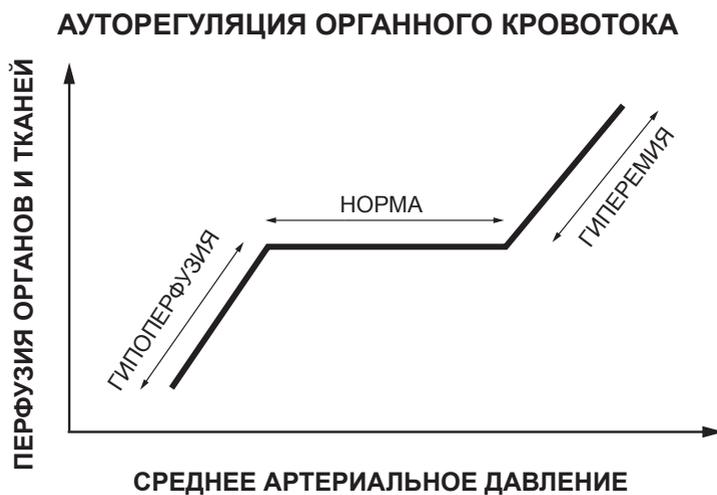 АУТОРЕГУЛЯЦИЯ ОРГАННОГО КРОВОТОКА
ПЕРФУЗИЯ ОРГАНОВ И ТКАНЕЙ
ГИПОПЕРФУЗИЯ
НОРМА
ГИПЕРЕМИЯ
СРЕДНЕЕ АРТЕРИАЛЬНОЕ ДАВЛЕНИЕ